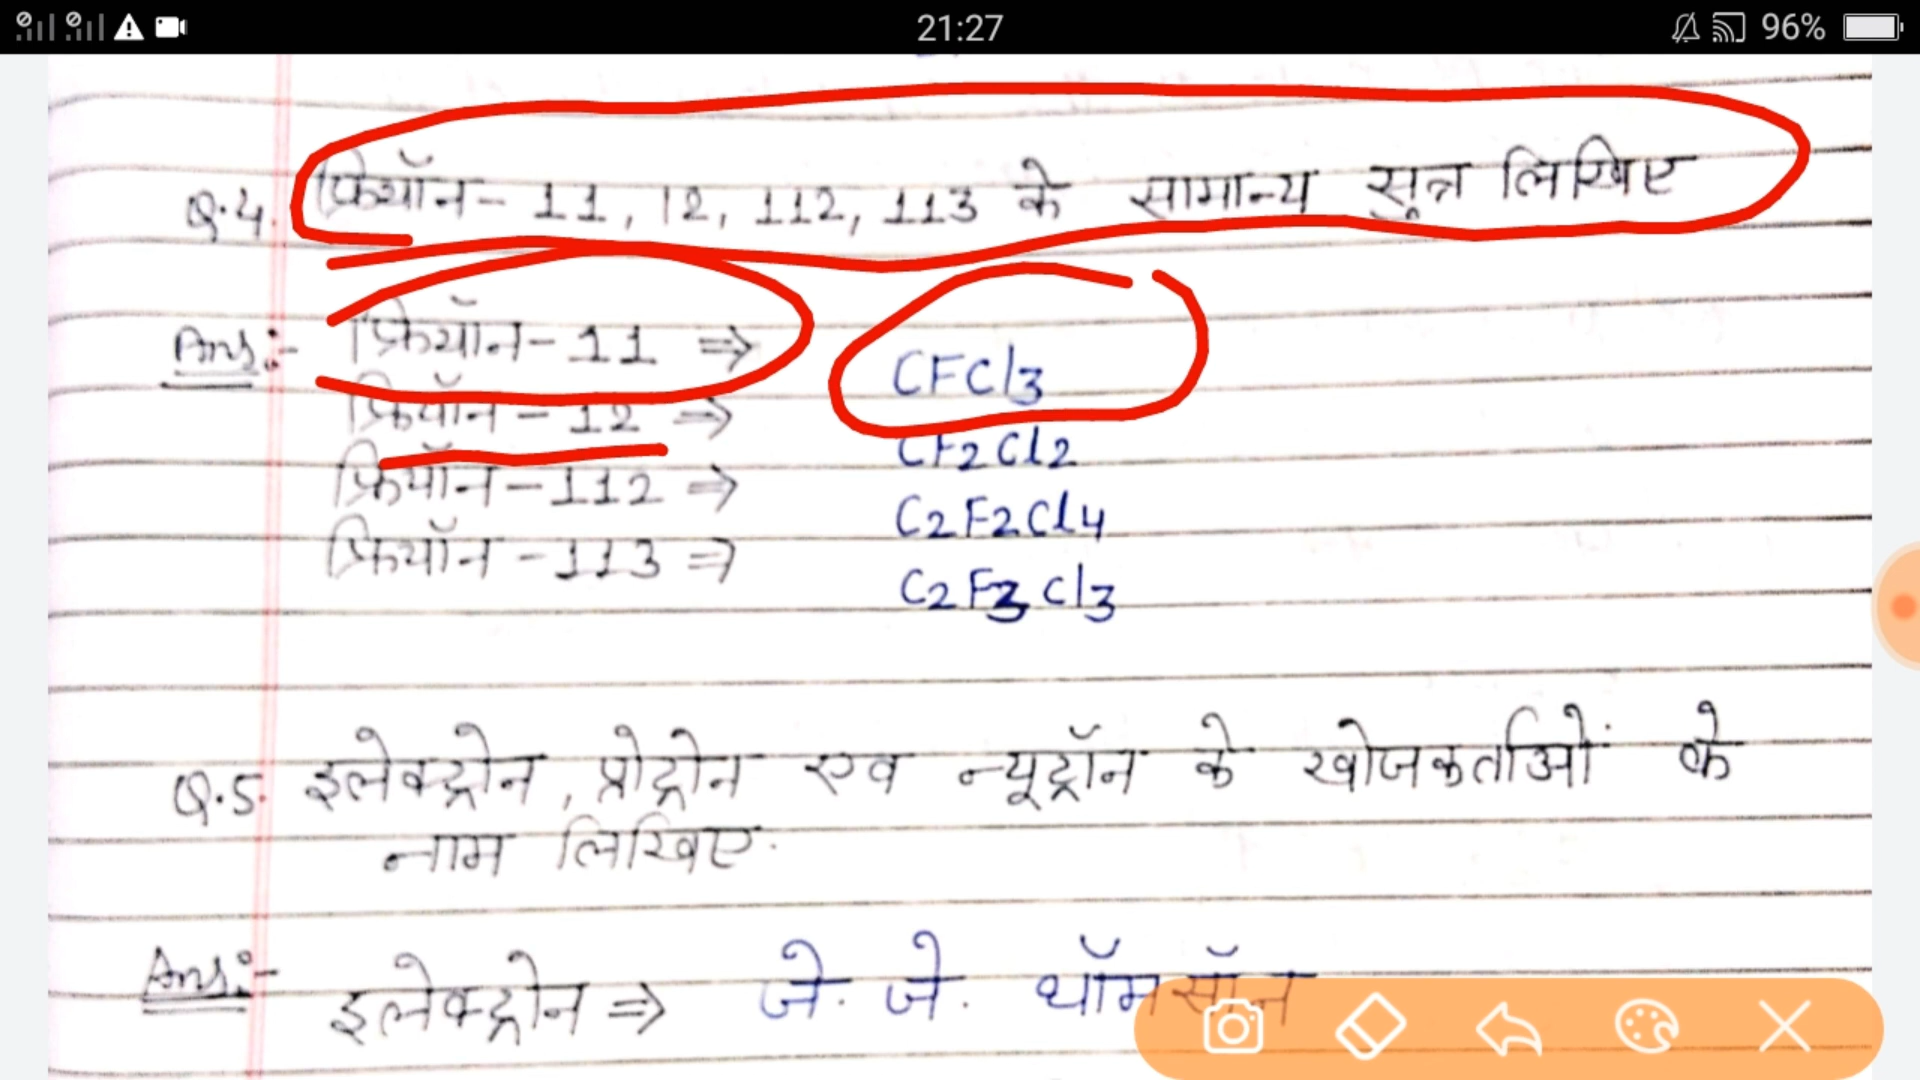 21:27 96%
Q.4. फ्रियॉन- 11, 12, 112, 113 के सामान्य सुत्र लिखिए
Ans:- फ्रियॉन-11 ⇒ CFCl3
फ्रियॉन-12 ⇒ CF2Cl2
फ्रियॉन-112 ⇒ C2F2Cl4
फ्रियॉन-113 ⇒ C2F3Cl3
Q.5. इलेक्ट्रोन, प्रोट्रोन एव न्यूट्रॉन के खोजकर्ताओं के
नाम लिखिए.
Ans:- इलेक्ट्रोन ⇒ जे. जे. थॉमसॉन